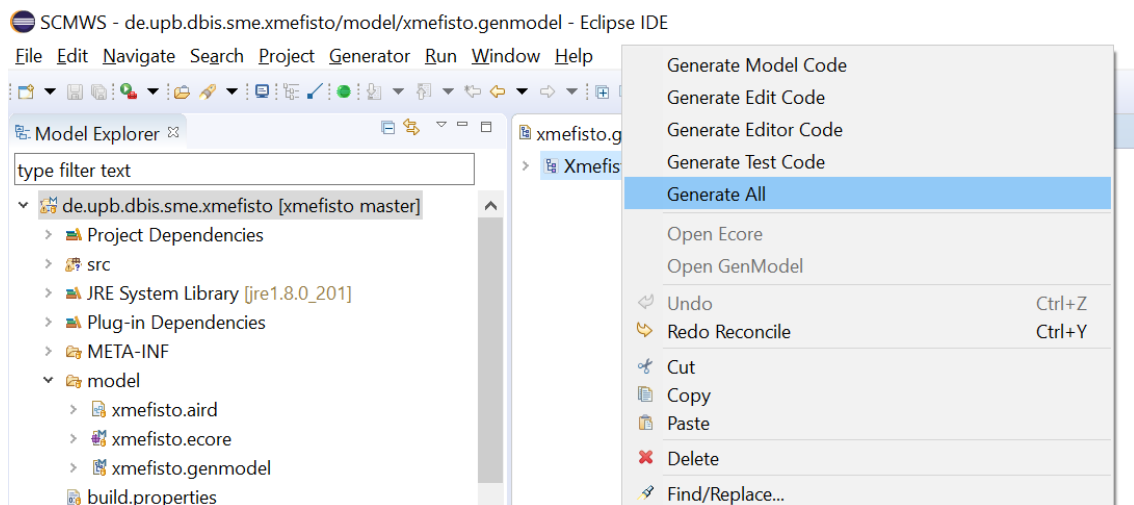 SCMWS - de.upb.dbis.sme.xmefisto/model/xmefisto.genmodel - Eclipse IDE
File Edit Navigate Search Project Generator Run Window Help
Model Explorer
type filter text
de.upb.dbis.sme.xmefisto [xmefisto master]
Project Dependencies
src
JRE System Library [jre1.8.0_201]
Plug-in Dependencies
META-INF
model
xmefisto.aird
xmefisto.ecore
xmefisto.genmodel
build.properties
xmefisto.g
Xmefis
Generate Model Code
Generate Edit Code
Generate Editor Code
Generate Test Code
Generate All
Open Ecore
Open GenModel
Undo Ctrl+Z
Redo Reconcile Ctrl+Y
Cut
Copy
Paste
Delete
Find/Replace...